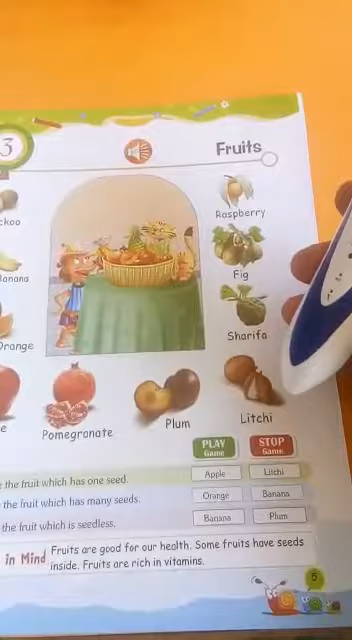 3
Fruits
ckoo
Raspberry
anana
Fig
Orange
Sharifa
e
Pomegranate
Plum
Litchi
PLAY Game
STOP Game
the fruit which has one seed.
Apple
Litchi
the fruit which has many seeds.
Orange
Banana
the fruit which is seedless.
Banana
Plum
in Mind
Fruits are good for our health. Some fruits have seeds
inside. Fruits are rich in vitamins.
5